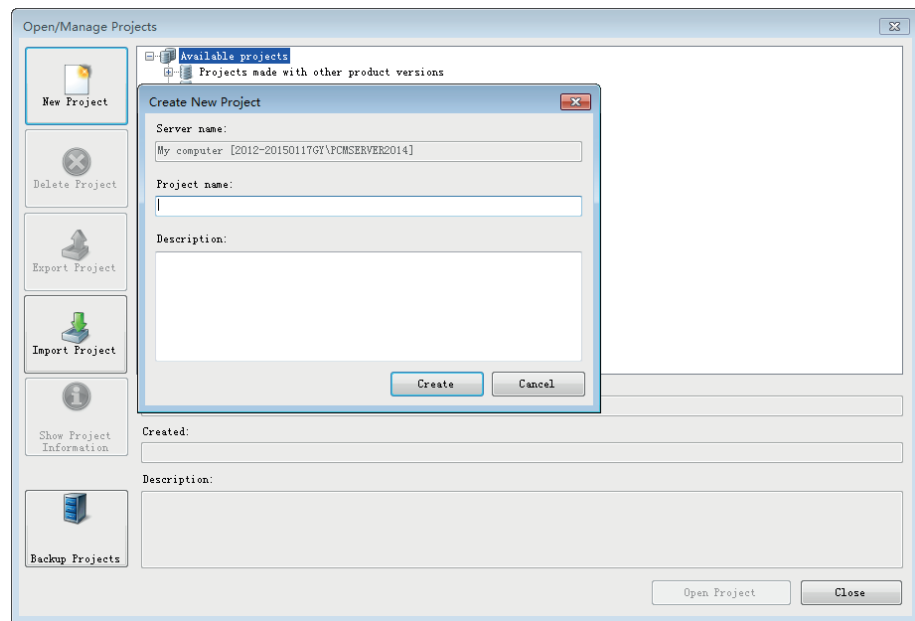 Open/Manage Projects
New Project
Delete Project
Export Project
Import Project
Show Project
Information
Backup Projects
Available projects
Projects made with other product versions
Create New Project
Server name:
My computer [2012-20150117GY\PCMSERVER2014]
Project name:
Description:
Create
Cancel
Created:
Description:
Open Project
Close